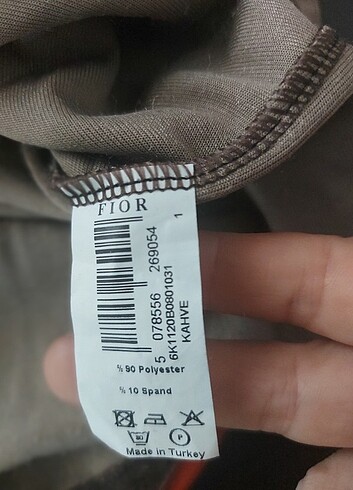 FIOR
1
5 078556 269054
6K1120B0801031
KAHVE
% 90 Polyester
% 10 Spand
P
Made in Turkey